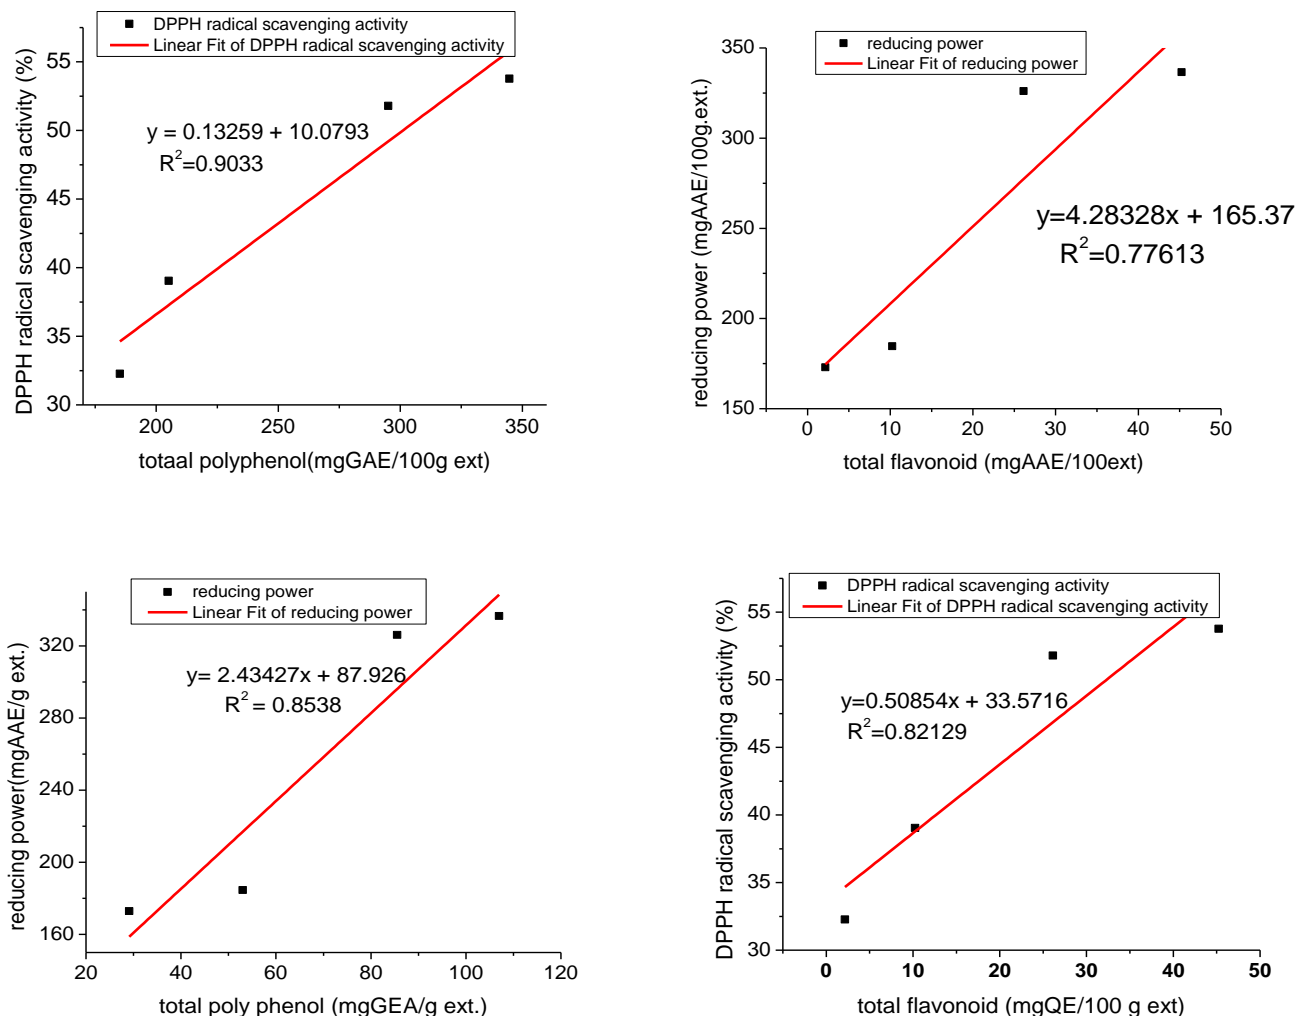 DPPH radical scavenging activity
Linear Fit of DPPH radical scavenging activity
y = 0.13259 + 10.0793
R²=0.9033
DPPH radical scavenging activity (%)
55
50
45
40
35
30
200 250 300 350
totaal polyphenol(mgGAE/100g ext)
reducing power
Linear Fit of reducing power
y=4.28328x + 165.37
R²=0.77613
reducing power (mgAAE/100g.ext.)
350
300
250
200
150
0 10 20 30 40 50
total flavonoid (mgAAE/100ext)
reducing power
Linear Fit of reducing power
y= 2.43427x + 87.926
R² = 0.8538
reducing power(mgAAE/g ext.)
320
280
240
200
160
20 40 60 80 100 120
total poly phenol (mgGEA/g ext.)
DPPH radical scavenging activity
Linear Fit of DPPH radical scavenging activity
y=0.50854x + 33.5716
R²=0.82129
DPPH radical scavenging activity (%)
55
50
45
40
35
30
0 10 20 30 40 50
total flavonoid (mgQE/100 g ext)